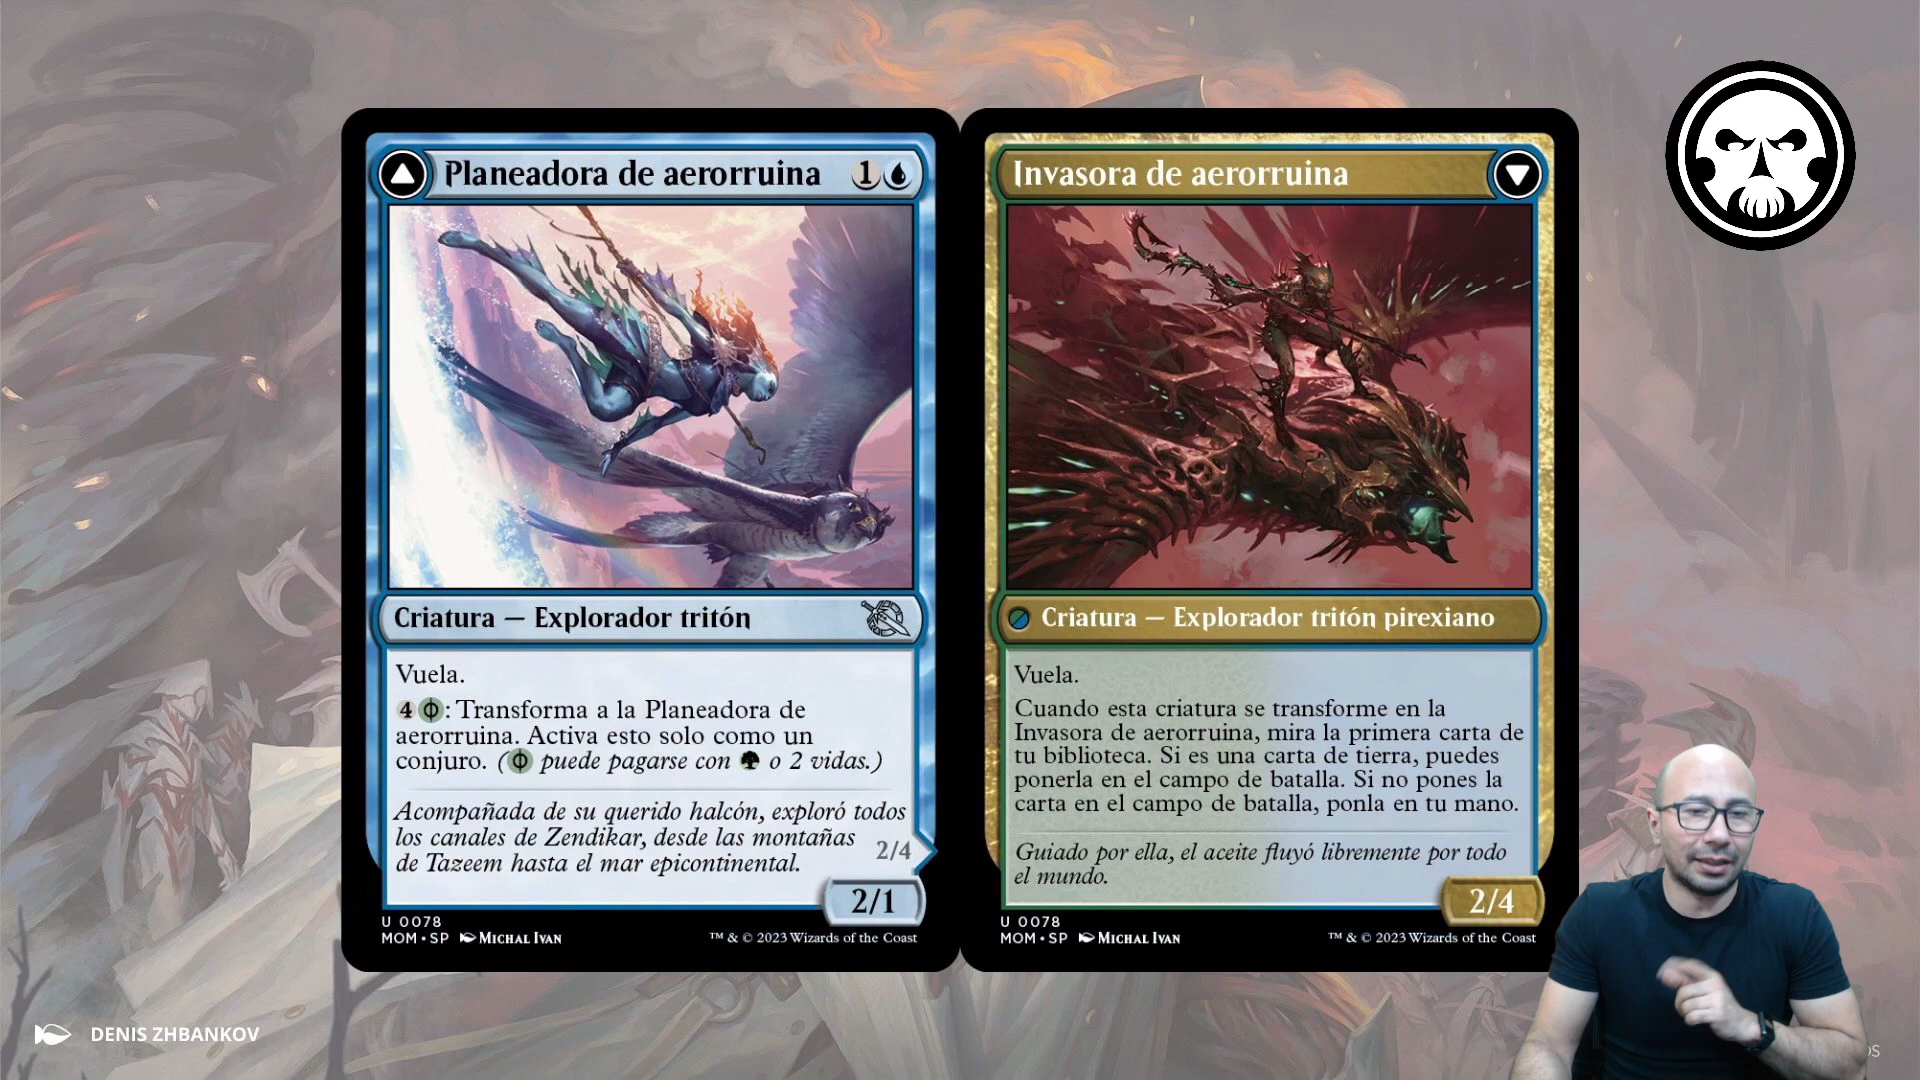 Planeadora de aerorruina 1
Criatura — Explorador tritón
Vuela.
4 : Transforma a la Planeadora de
aerorruina. Activa esto solo como un
conjuro. ( puede pagarse con o 2 vidas.)
Acompañada de su querido halcón, exploró todos
los canales de Zendikar, desde las montañas
de Tazeem hasta el mar epicontinental.
2/4
2/1
U 0078
MOM • SP MICHAL IVAN
™ & © 2023 Wizards of the Coast
Invasora de aerorruina
Criatura — Explorador tritón pirexiano
Vuela.
Cuando esta criatura se transforme en la
Invasora de aerorruina, mira la primera carta de
tu biblioteca. Si es una carta de tierra, puedes
ponerla en el campo de batalla. Si no pones la
carta en el campo de batalla, ponla en tu mano.
Guiado por ella, el aceite fluyó libremente por todo
el mundo.
2/4
U 0078
MOM • SP MICHAL IVAN
™ & © 2023 Wizards of the Coast
DENIS ZHBANKOV